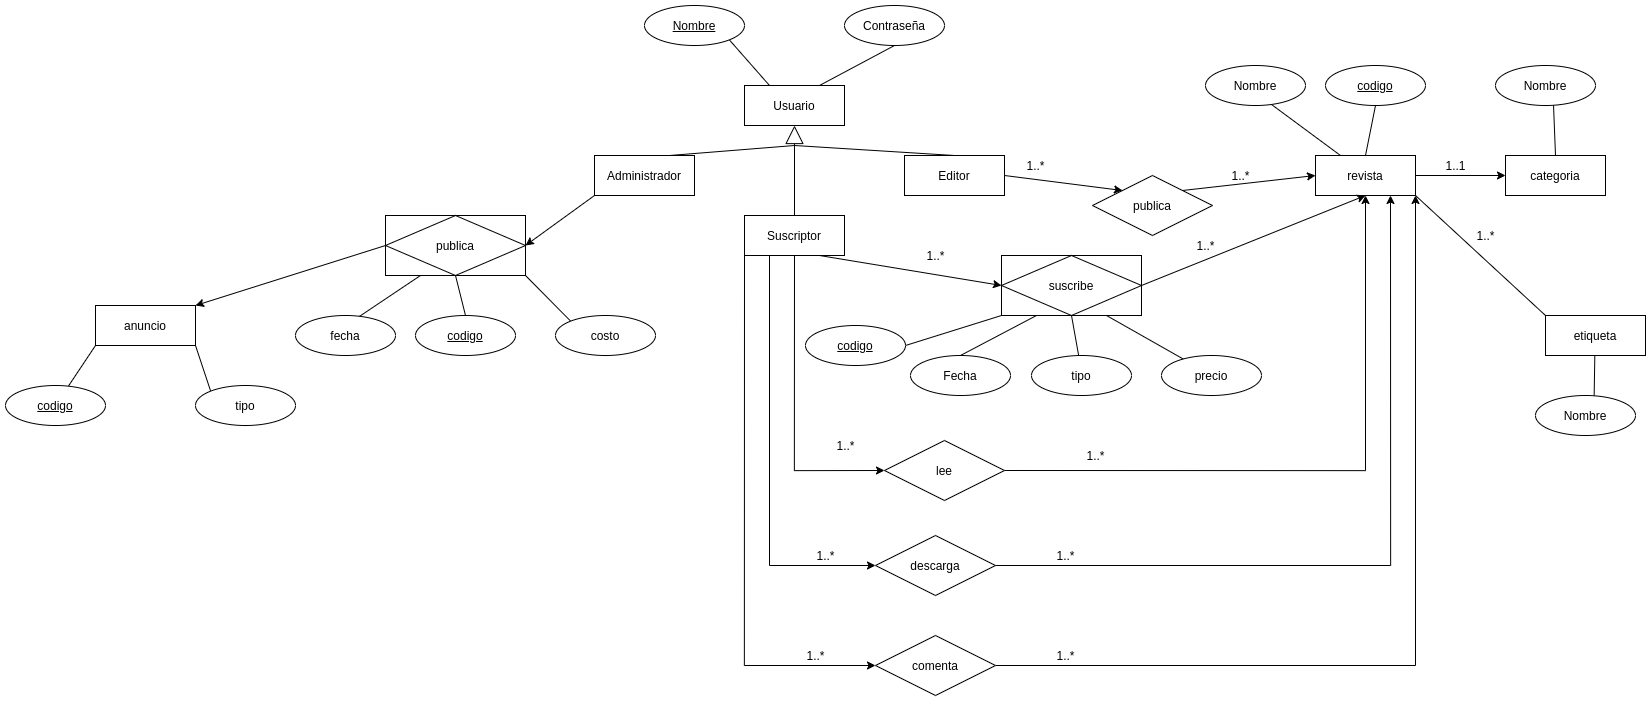 Nombre
Contraseña
Usuario
Nombre
codigo
Nombre
Administrador
Editor
1..*
publica
1..*
revista
1..1
categoria
publica
Suscriptor
1..*
suscribe
1..*
1..*
anuncio
fecha
codigo
costo
codigo
Fecha
tipo
precio
etiqueta
codigo
tipo
Nombre
1..*
lee
1..*
1..*
descarga
1..*
1..*
comenta
1..*